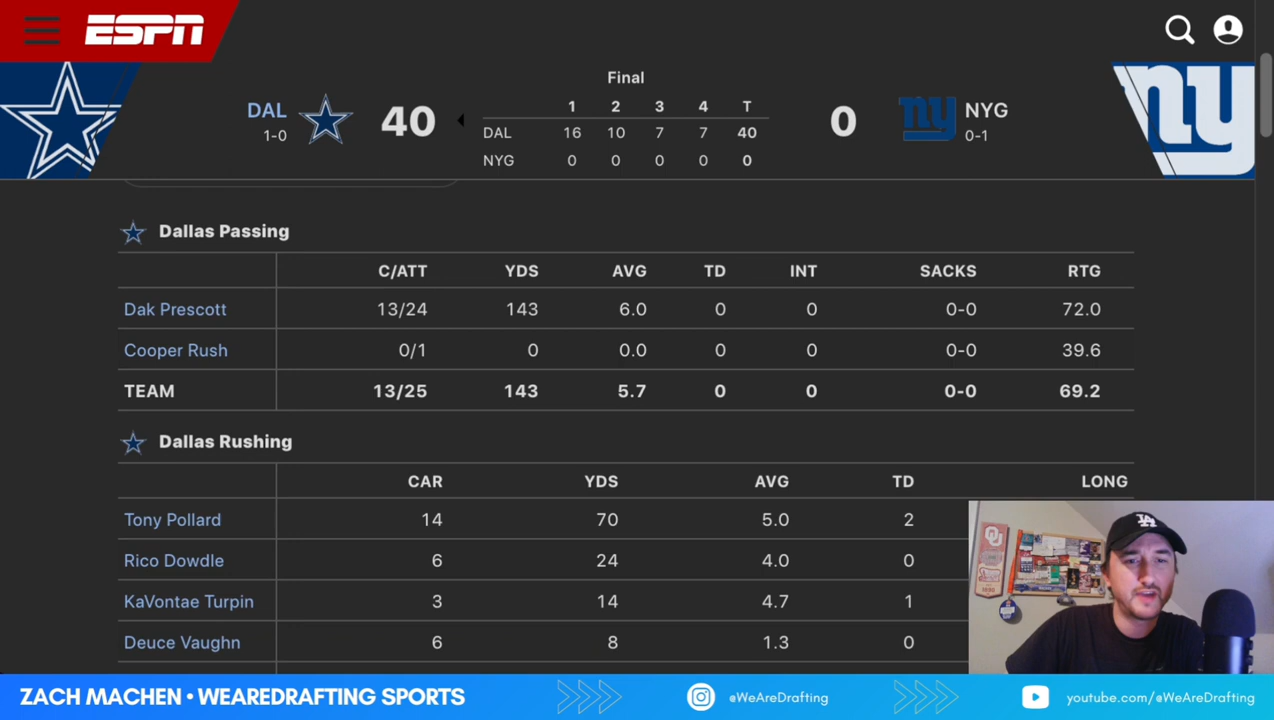 ESPN
Final
DAL 40 1 2 3 4 T 0 NYG
1-0 DAL 16 10 7 7 40 0-1
NYG 0 0 0 0 0
ny
ny
Dallas Passing
C/ATT YDS AVG TD INT SACKS RTG
Dak Prescott 13/24 143 6.0 0 0 0-0 72.0
Cooper Rush 0/1 0 0.0 0 0 0-0 39.6
TEAM 13/25 143 5.7 0 0 0-0 69.2
Dallas Rushing
CAR YDS AVG TD LONG
Tony Pollard 14 70 5.0 2
Rico Dowdle 6 24 4.0 0
KaVontae Turpin 3 14 4.7 1
Deuce Vaughn 6 8 1.3 0
LA
ZACH MACHEN • WEAREDRAFTING SPORTS @WeAreDrafting youtube.com/@WeAreDrafting